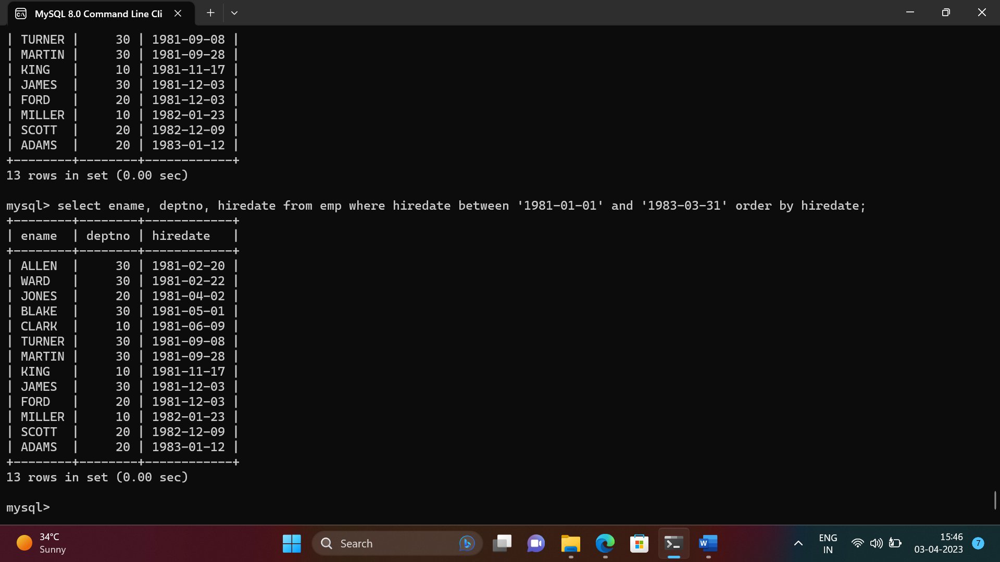 MySQL 8.0 Command Line Cli
| TURNER |     30 | 1981-09-08 |
| MARTIN |     30 | 1981-09-28 |
| KING   |     10 | 1981-11-17 |
| JAMES  |     30 | 1981-12-03 |
| FORD   |     20 | 1981-12-03 |
| MILLER |     10 | 1982-01-23 |
| SCOTT  |     20 | 1982-12-09 |
| ADAMS  |     20 | 1983-01-12 |
+--------+--------+------------+
13 rows in set (0.00 sec)
mysql> select ename, deptno, hiredate from emp where hiredate between '1981-01-01' and '1983-03-31' order by hiredate;
+--------+--------+------------+
| ename  | deptno | hiredate   |
+--------+--------+------------+
| ALLEN  |     30 | 1981-02-20 |
| WARD   |     30 | 1981-02-22 |
| JONES  |     20 | 1981-04-02 |
| BLAKE  |     30 | 1981-05-01 |
| CLARK  |     10 | 1981-06-09 |
| TURNER |     30 | 1981-09-08 |
| MARTIN |     30 | 1981-09-28 |
| KING   |     10 | 1981-11-17 |
| JAMES  |     30 | 1981-12-03 |
| FORD   |     20 | 1981-12-03 |
| MILLER |     10 | 1982-01-23 |
| SCOTT  |     20 | 1982-12-09 |
| ADAMS  |     20 | 1983-01-12 |
+--------+--------+------------+
13 rows in set (0.00 sec)
mysql>
34°C
Sunny
Search
W
ENG
IN
15:46
03-04-2023
7